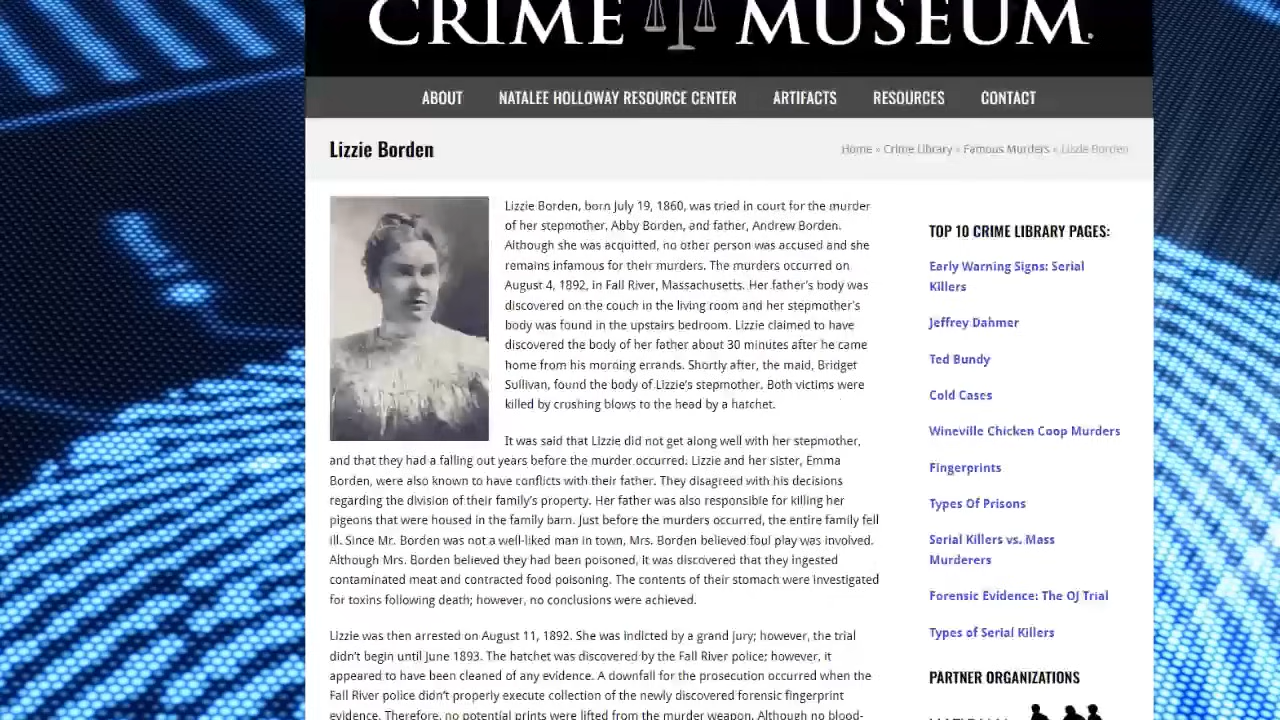 CRIME MUSEUM
ABOUT NATALEE HOLLOWAY RESOURCE CENTER ARTIFACTS RESOURCES CONTACT
Lizzie Borden
Home » Crime Library » Famous Murders » Lizzie Borden
Lizzie Borden, born July 19, 1860, was tried in court for the murder
of her stepmother, Abby Borden, and father, Andrew Borden.
Although she was acquitted, no other person was accused and she
remains infamous for their murders. The murders occurred on
August 4, 1892, in Fall River, Massachusetts. Her father's body was
discovered on the couch in the living room and her stepmother's
body was found in the upstairs bedroom. Lizzie claimed to have
discovered the body of her father about 30 minutes after he came
home from his morning errands. Shortly after, the maid, Bridget
Sullivan, found the body of Lizzie's stepmother. Both victims were
killed by crushing blows to the head by a hatchet.
It was said that Lizzie did not get along well with her stepmother,
and that they had a falling out years before the murder occurred. Lizzie and her sister, Emma
Borden, were also known to have conflicts with their father. They disagreed with his decisions
regarding the division of their family's property. Her father was also responsible for killing her
pigeons that were housed in the family barn. Just before the murders occurred, the entire family fell
ill. Since Mr. Borden was not a well-liked man in town, Mrs. Borden believed foul play was involved.
Although Mrs. Borden believed they had been poisoned, it was discovered that they ingested
contaminated meat and contracted food poisoning. The contents of their stomach were investigated
for toxins following death; however, no conclusions were achieved.
Lizzie was then arrested on August 11, 1892. She was indicted by a grand jury; however, the trial
didn't begin until June 1893. The hatchet was discovered by the Fall River police; however, it
appeared to have been cleaned of any evidence. A downfall for the prosecution occurred when the
Fall River police didn't properly execute collection of the newly discovered forensic fingerprint
evidence. Therefore, no potential prints were lifted from the murder weapon. Although no blood-
TOP 10 CRIME LIBRARY PAGES:
Early Warning Signs: Serial
Killers
Jeffrey Dahmer
Ted Bundy
Cold Cases
Wineville Chicken Coop Murders
Fingerprints
Types Of Prisons
Serial Killers vs. Mass
Murderers
Forensic Evidence: The OJ Trial
Types of Serial Killers
PARTNER ORGANIZATIONS